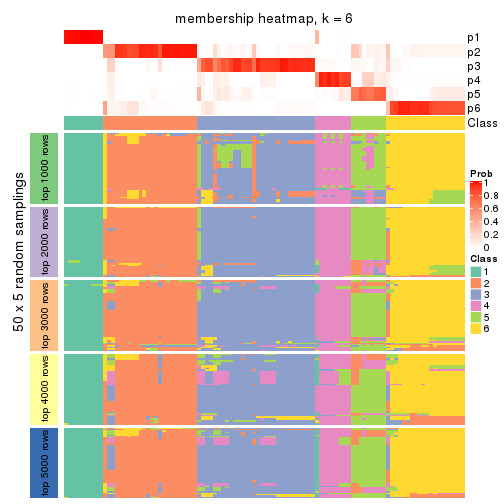 membership heatmap, k = 6
p1
p2
p3
p4
p5
p6
Class
50 x 5 random samplings
top 1000 rows
top 2000 rows
top 3000 rows
top 4000 rows
top 5000 rows
Prob
1
0.8
0.6
0.4
0.2
0
Class
1
2
3
4
5
6